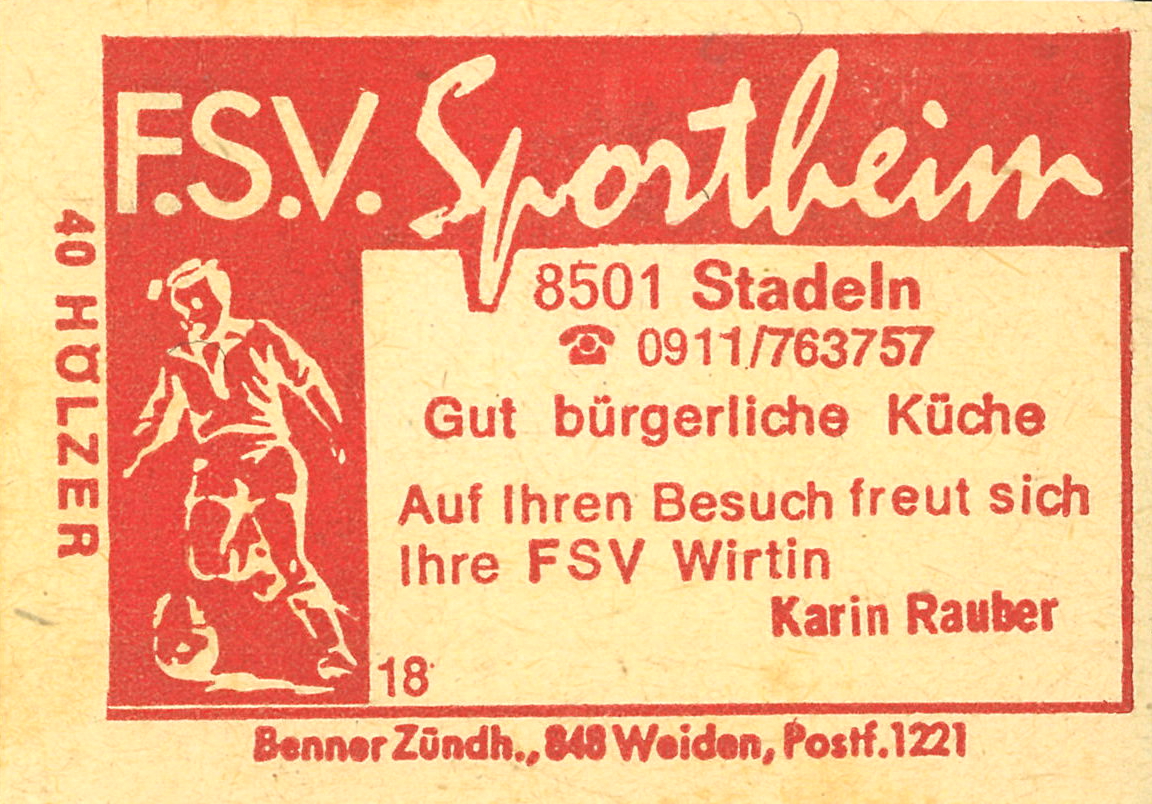 F.S.V. Sportheim
40 HÖLZER
8501 Stadeln
☎ 0911/763757
Gut bürgerliche Küche
Auf Ihren Besuch freut sich
Ihre FSV Wirtin
Karin Rauber
18
Benner Zündh., 848 Weiden, Postf. 1221